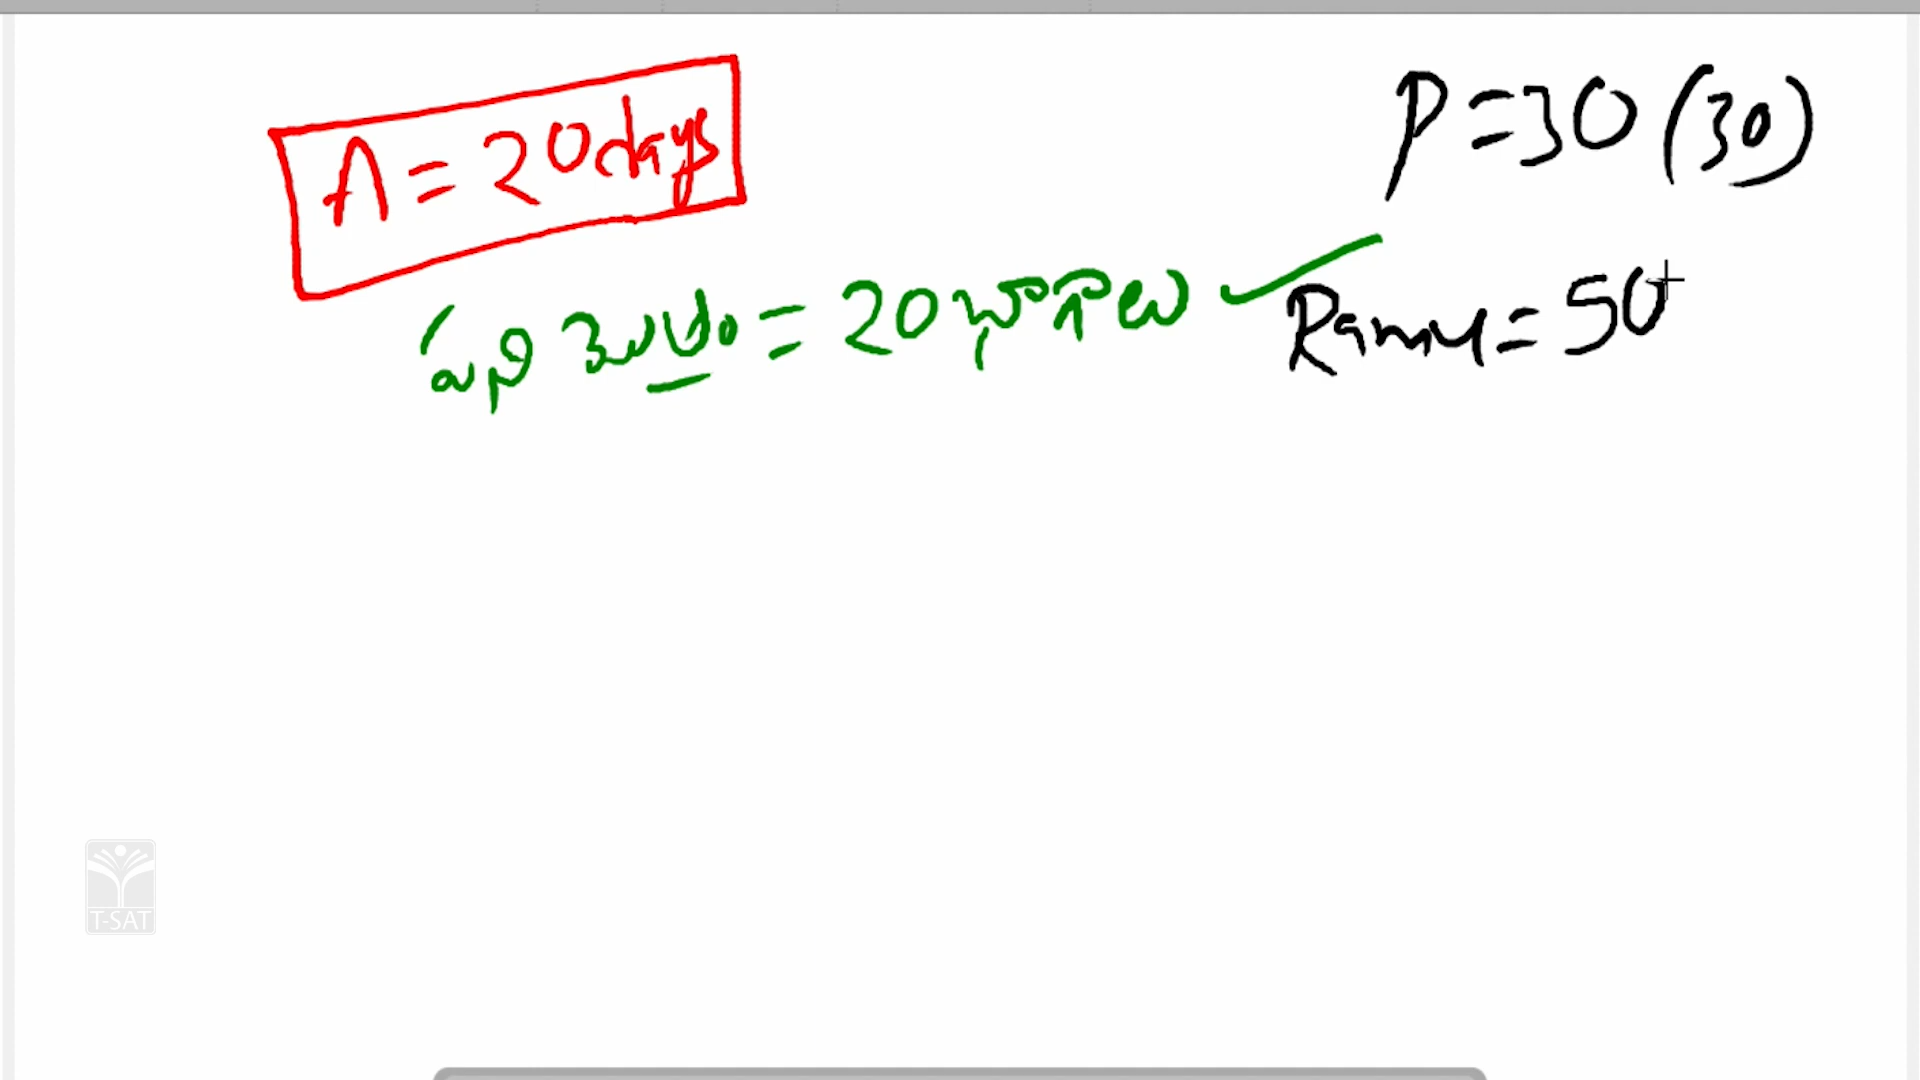 A = 20 days
P = 30 (30)
పని మొత్తం = 20 భాగాలు
Ramu = 50
T-SAT